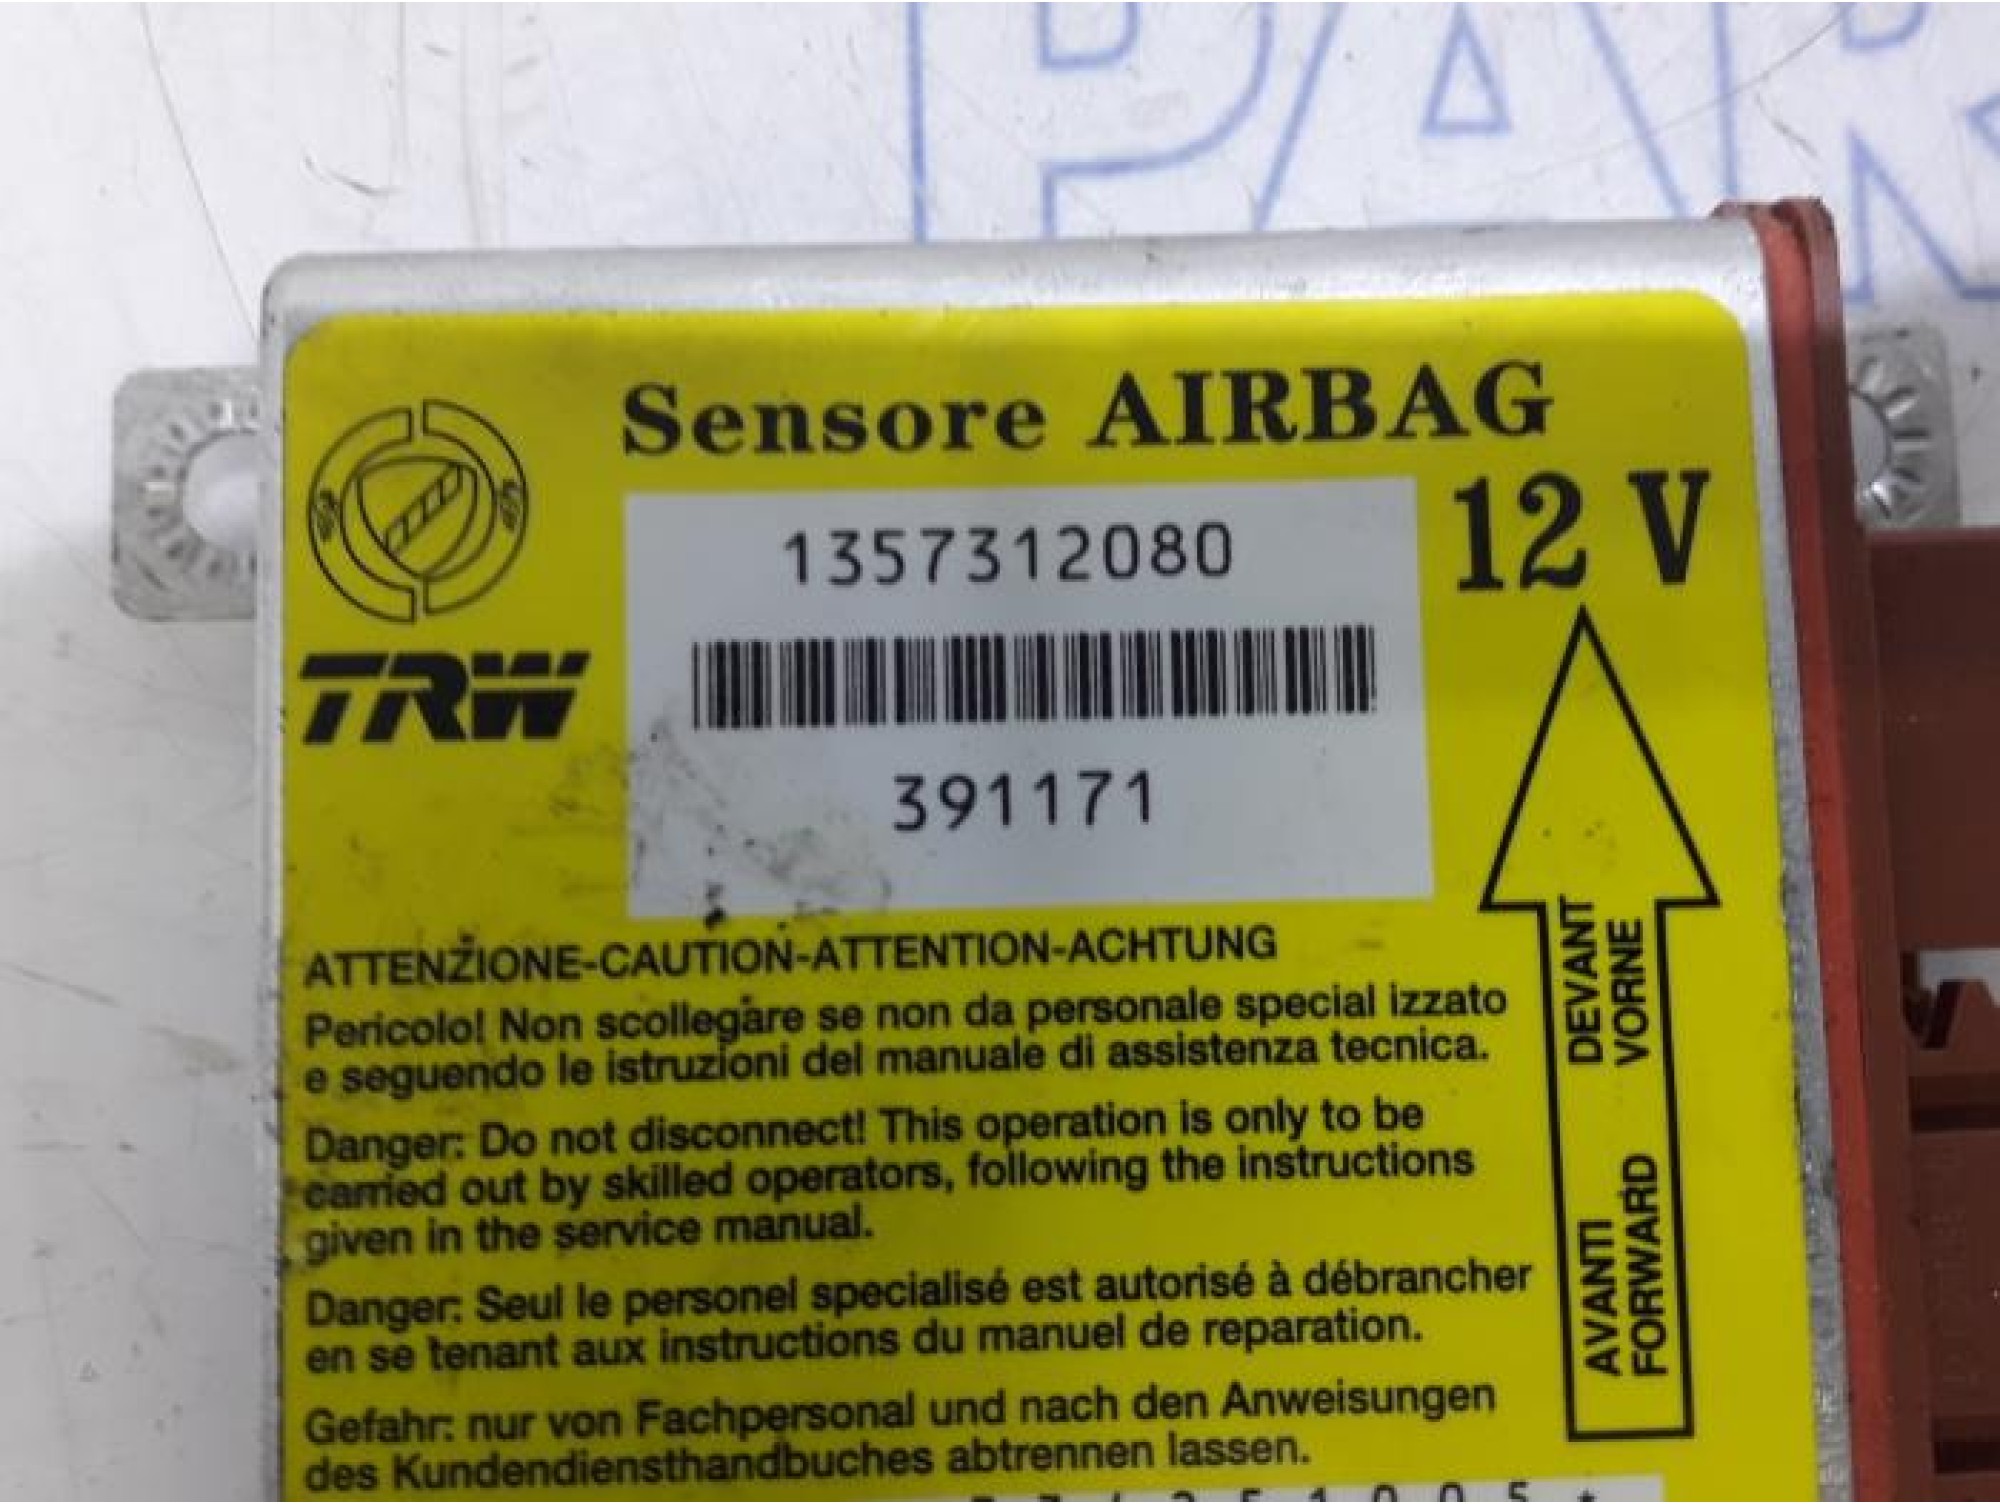 PAR
Sensore AIRBAG
12 V
1357312080
TRW
391171
ATTENZIONE-CAUTION-ATTENTION-ACHTUNG
Pericolo! Non scollegare se non da personale special izzato
e seguendo le istruzioni del manuale di assistenza tecnica.
Danger: Do not disconnect! This operation is only to be
carried out by skilled operators, following the instructions
given in the service manual.
Danger: Seul le personel specialisé est autorisé à débrancher
en se tenant aux instructions du manuel de reparation.
Gefahr: nur von Fachpersonal und nach den Anweisungen
des Kundendiensthandbuches abtrennen lassen.
DEVANT
VORNE
AVANTI
FORWARD